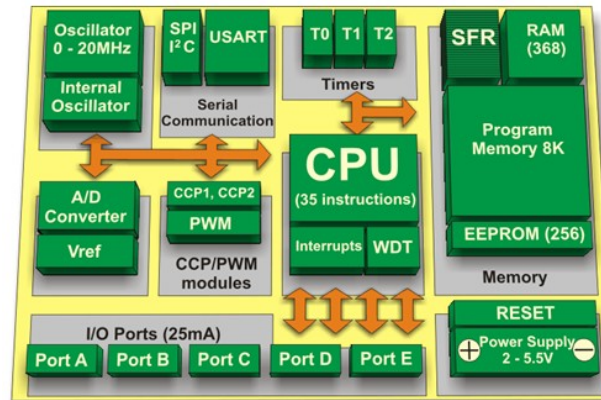 Oscillator
0 - 20MHz
Internal
Oscillator
SPI
I²C
USART
Serial
Communication
T0 T1 T2
Timers
SFR
RAM
(368)
Program
Memory 8K
EEPROM (256)
Memory
CPU
(35 instructions)
Interrupts
WDT
A/D
Converter
Vref
CCP1, CCP2
PWM
CCP/PWM
modules
RESET
Power Supply
2 - 5.5V
+ −
I/O Ports (25mA)
Port A Port B Port C Port D Port E